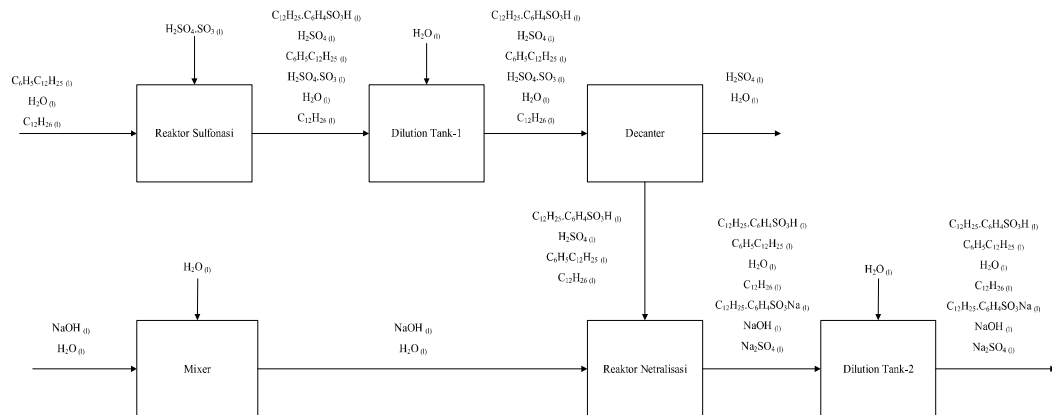 C₆H₅C₁₂H₂₅ (l)
H₂O (l)
C₁₂H₂₆ (l)
H₂SO₄.SO₃ (l)
Reaktor Sulfonasi
C₁₂H₂₅.C₆H₄SO₃H (l)
H₂SO₄ (l)
C₆H₅C₁₂H₂₅ (l)
H₂SO₄.SO₃ (l)
H₂O (l)
C₁₂H₂₆ (l)
H₂O (l)
Dilution Tank-1
C₁₂H₂₅.C₆H₄SO₃H (l)
H₂SO₄ (l)
C₆H₅C₁₂H₂₅ (l)
H₂SO₄.SO₃ (l)
H₂O (l)
C₁₂H₂₆ (l)
Decanter
H₂SO₄ (l)
H₂O (l)
C₁₂H₂₅.C₆H₄SO₃H (l)
H₂SO₄ (l)
C₆H₅C₁₂H₂₅ (l)
C₁₂H₂₆ (l)
NaOH (l)
H₂O (l)
H₂O (l)
Mixer
NaOH (l)
H₂O (l)
Reaktor Netralisasi
C₁₂H₂₅.C₆H₄SO₃H (l)
C₆H₅C₁₂H₂₅ (l)
H₂O (l)
C₁₂H₂₆ (l)
C₁₂H₂₅.C₆H₄SO₃Na (l)
NaOH (l)
Na₂SO₄ (l)
H₂O (l)
Dilution Tank-2
C₁₂H₂₅.C₆H₄SO₃H (l)
C₆H₅C₁₂H₂₅ (l)
H₂O (l)
C₁₂H₂₆ (l)
C₁₂H₂₅.C₆H₄SO₃Na (l)
NaOH (l)
Na₂SO₄ (l)